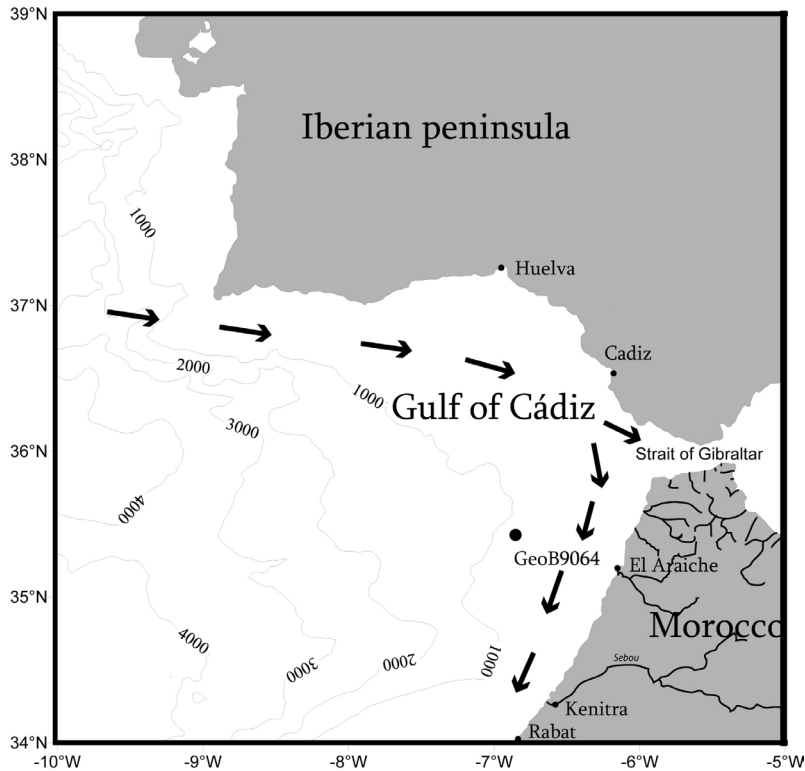 39°N
Iberian peninsula
38°N
1000
Huelva
37°N
2000
Cadiz
1000
Gulf of Cádiz
3000
36°N
Strait of Gibraltar
4000
GeoB9064
El Araiche
35°N
Morocco
4000
3000
2000
1000
Sebou
Kenitra
Rabat
34°N
-10°W
-9°W
-8°W
-7°W
-6°W
-5°W